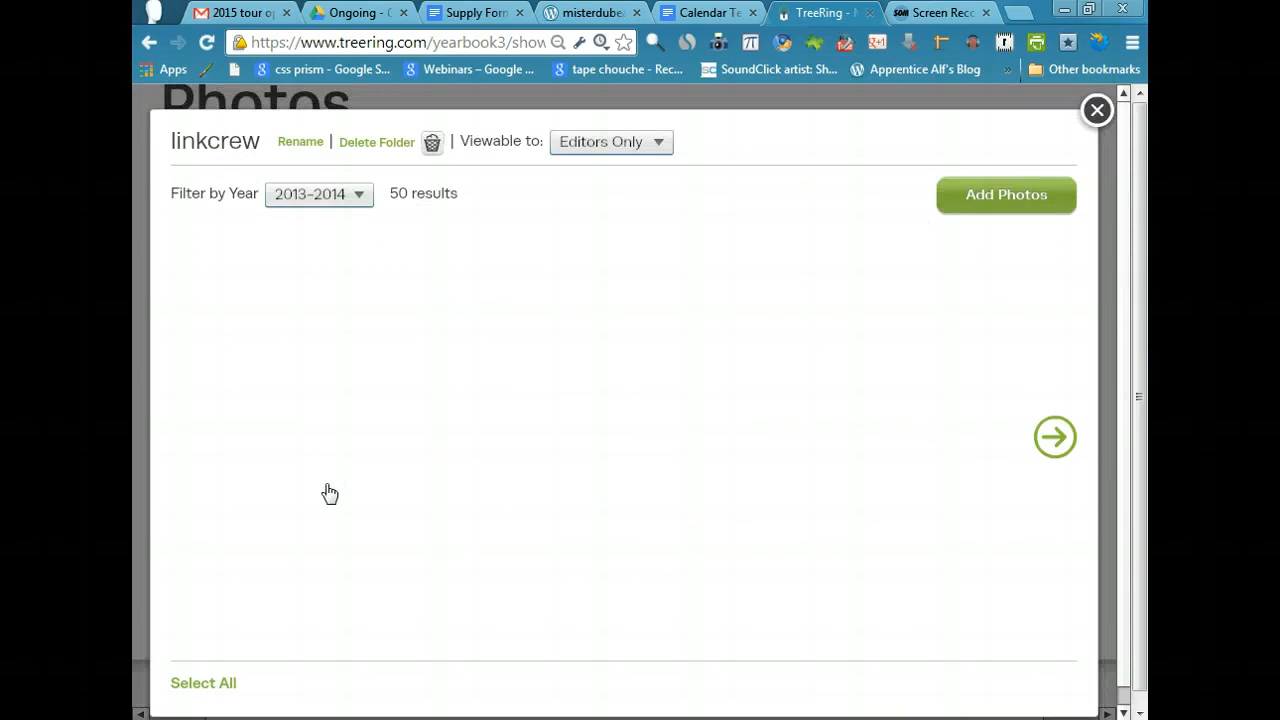 2015 tour o
Ongoing - C
Supply Form
misterdube
Calendar Te
TreeRing - M
Screen Reco
https://www.treering.com/yearbook3/show
Apps
css prism - Google S...
Webinars – Google ...
tape chouche - Rec...
SoundClick artist: Sh...
Apprentice Alf's Blog
»
Other bookmarks
Photos
linkcrew Rename | Delete Folder | Viewable to: Editors Only
Filter by Year 2013-2014 50 results
Add Photos
Select All